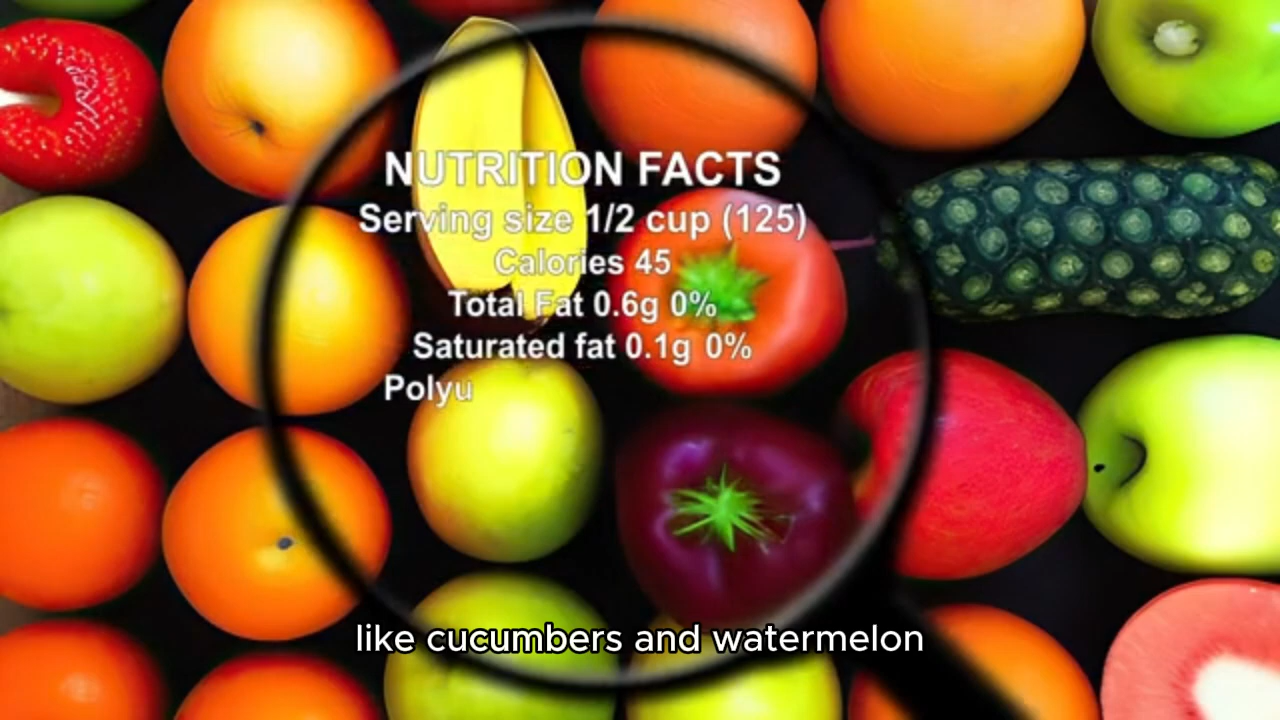 NUTRITION FACTS
Serving size 1/2 cup (125)
Calories 45
Total Fat 0.6g 0%
Saturated fat 0.1g 0%
Polyu
like cucumbers and watermelon